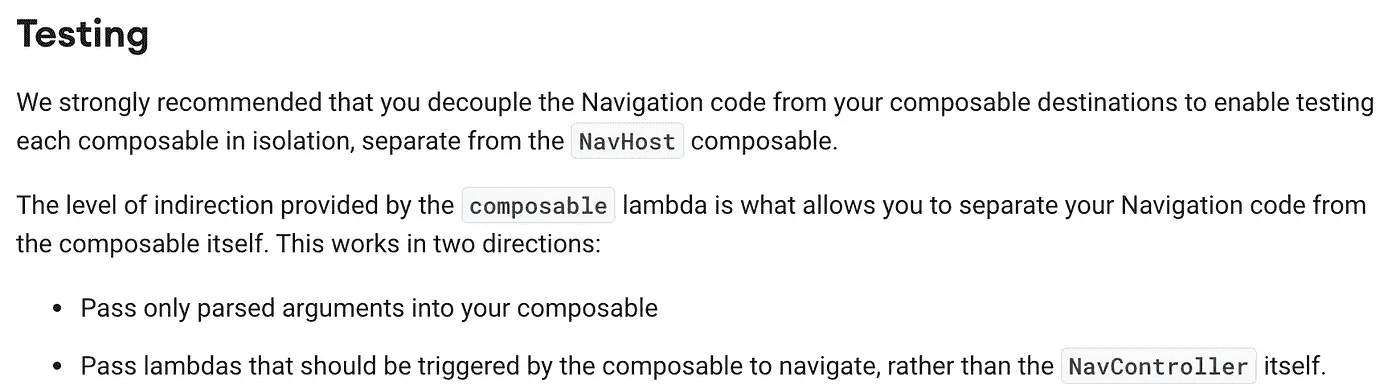 Testing
We strongly recommended that you decouple the Navigation code from your composable destinations to enable testing
each composable in isolation, separate from the NavHost composable.
The level of indirection provided by the composable lambda is what allows you to separate your Navigation code from
the composable itself. This works in two directions:
• Pass only parsed arguments into your composable
• Pass lambdas that should be triggered by the composable to navigate, rather than the NavController itself.